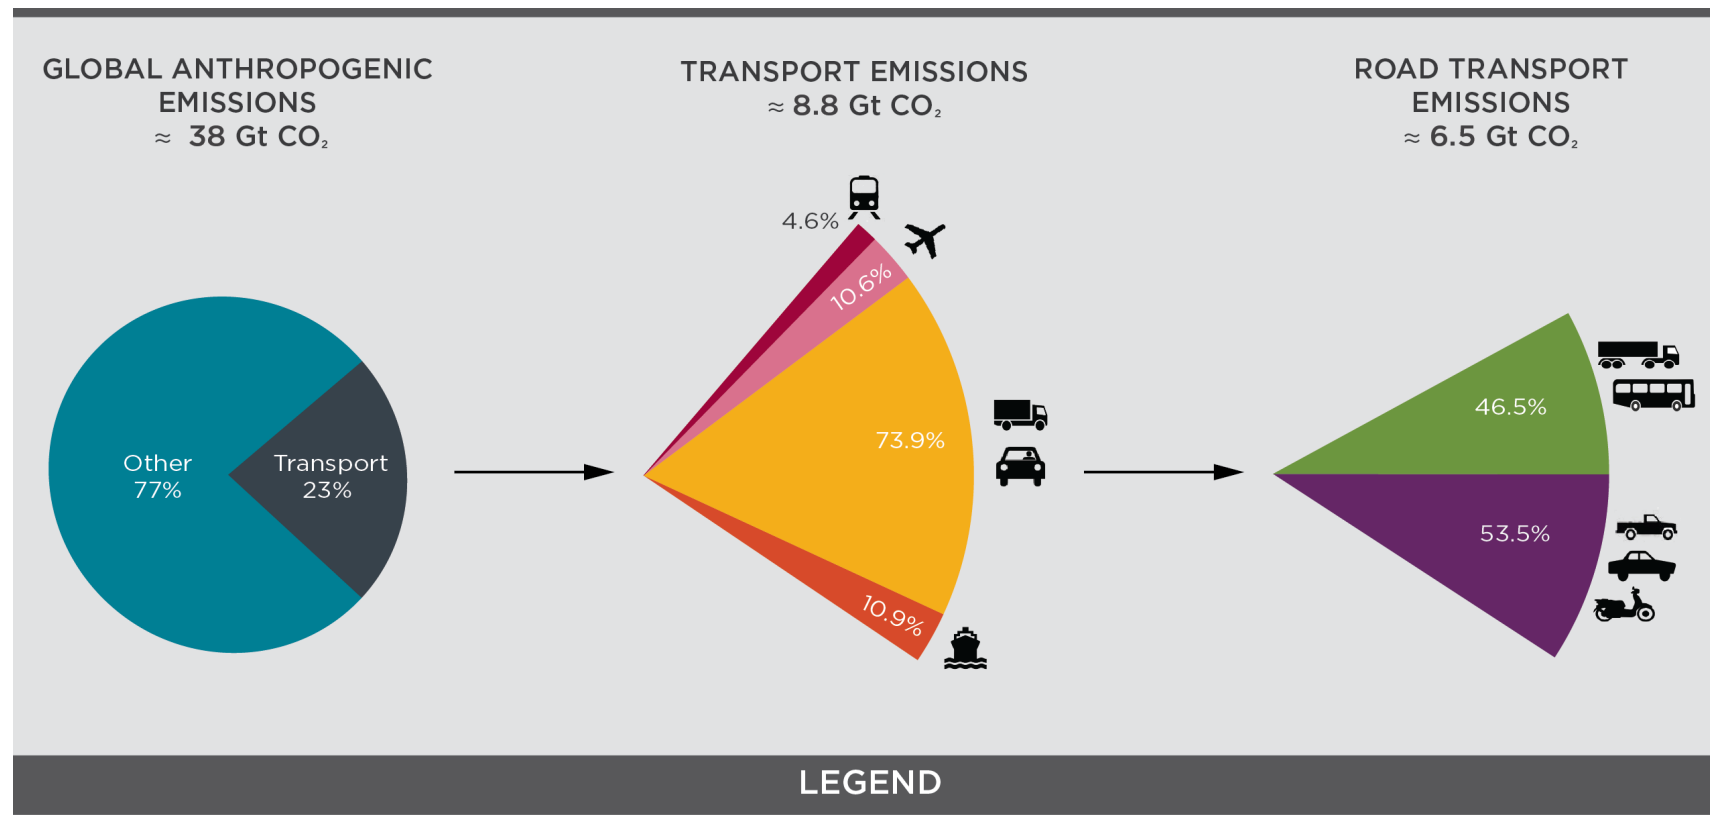 GLOBAL ANTHROPOGENIC
EMISSIONS
≈ 38 Gt CO₂
TRANSPORT EMISSIONS
≈ 8.8 Gt CO₂
ROAD TRANSPORT
EMISSIONS
≈ 6.5 Gt CO₂
Other
77%
Transport
23%
4.6%
10.6%
73.9%
10.9%
46.5%
53.5%
LEGEND